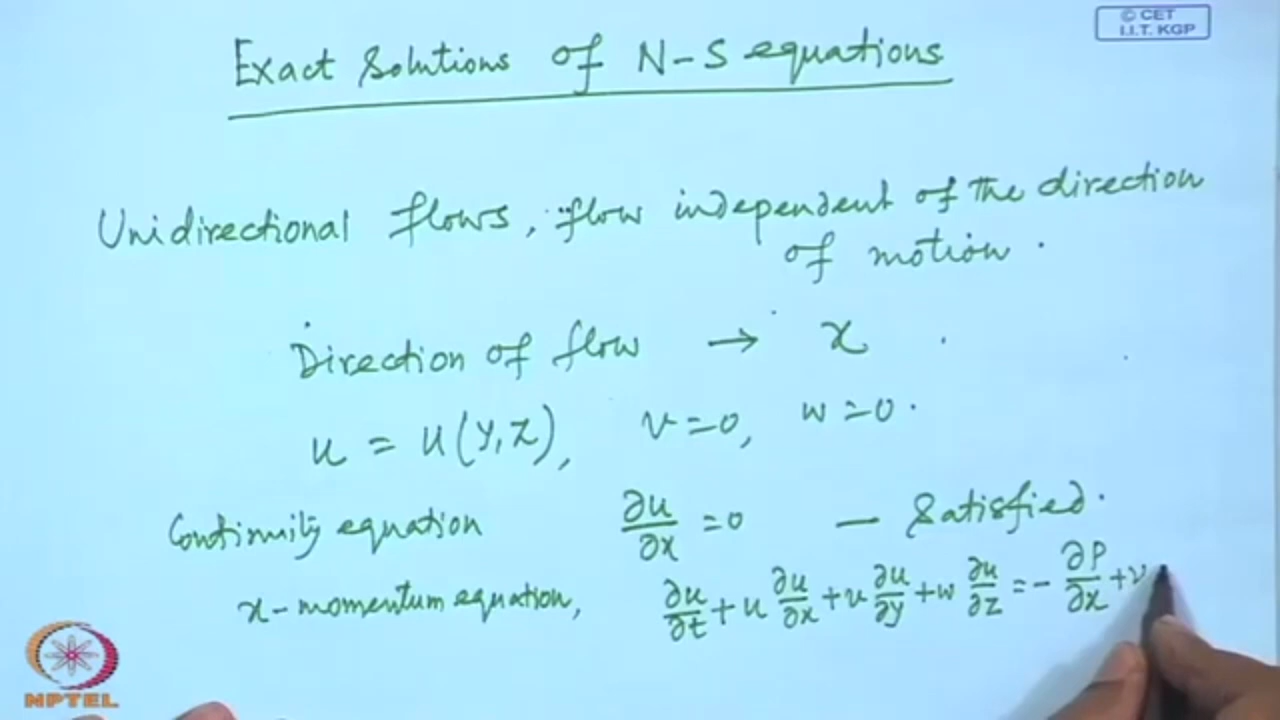 © CET
I.I.T. KGP
Exact Solutions of N-S equations
Unidirectional flows, flow independent of the direction
of motion.
Direction of flow → x
u = u(y,z), v=0, w=0.
Continuity equation ∂u/∂x =0 — Satisfied.
x-momentum equation, ∂u/∂t + u ∂u/∂x + v ∂u/∂y + w ∂u/∂z = - ∂P/∂x + ν
NPTEL